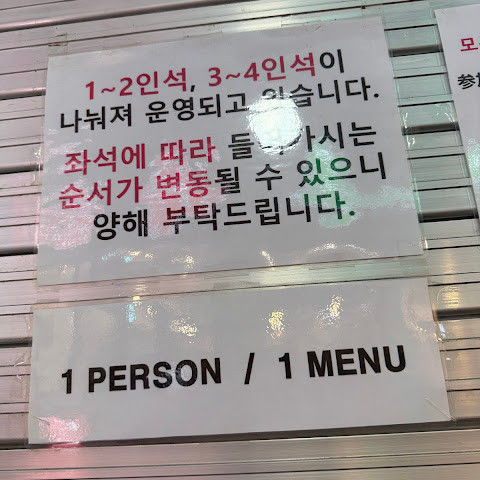 1~2인석, 3~4인석이
나눠져 운영되고 있습니다.
좌석에 따라 들어가시는
순서가 변동될 수 있으니
양해 부탁드립니다.
1 PERSON / 1 MENU
모
参